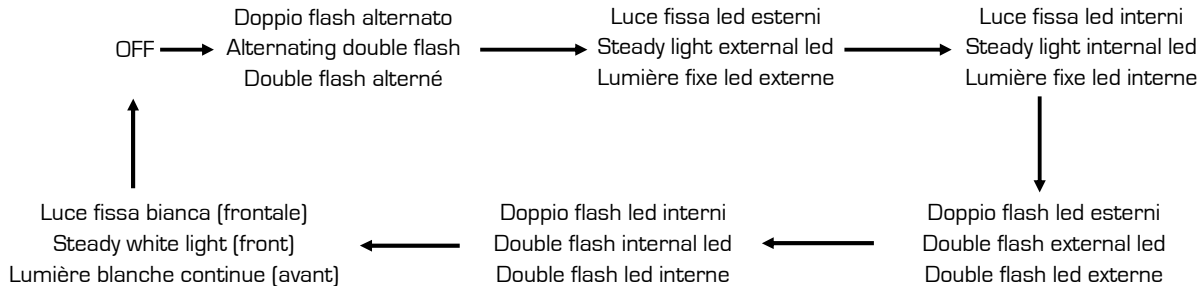 OFF
Doppio flash alternato
Alternating double flash
Double flash alterné
Luce fissa led esterni
Steady light external led
Lumière fixe led externe
Luce fissa led interni
Steady light internal led
Lumière fixe led interne
Doppio flash led esterni
Double flash external led
Double flash led externe
Doppio flash led interni
Double flash internal led
Double flash led interne
Luce fissa bianca (frontale)
Steady white light (front)
Lumière blanche continue (avant)